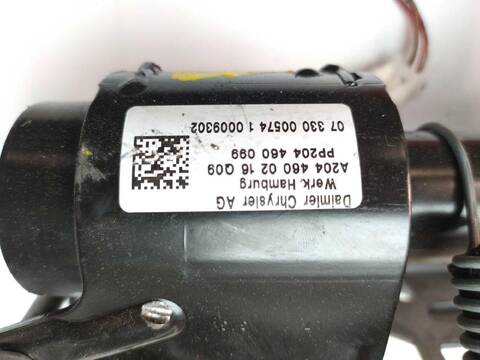 Daimler Chrysler AG
Werk. Hamburg
A204 460 02 16 Q09
PP204 460 099
07 330 00574 1 0009302